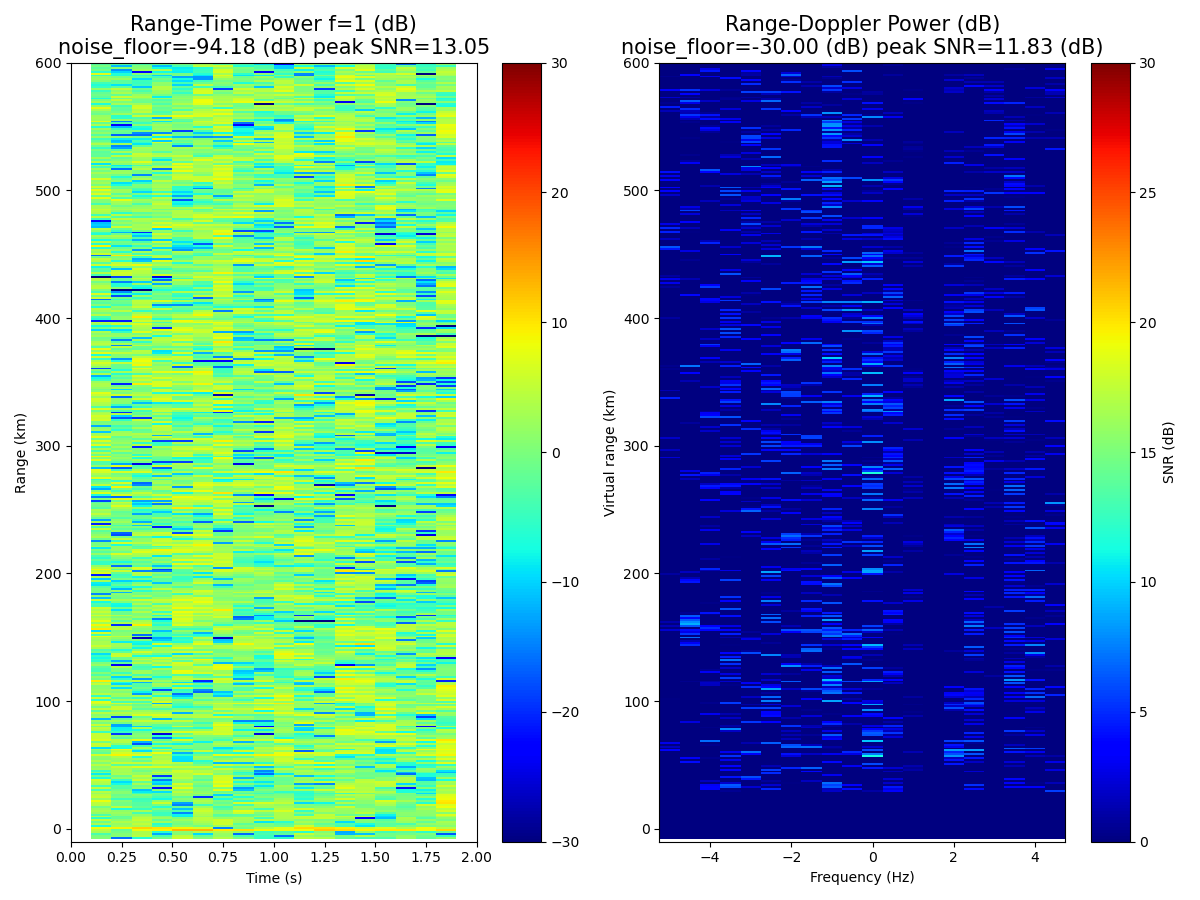 Range-Time Power f=1 (dB)
noise_floor=-94.18 (dB) peak SNR=13.05
Range-Doppler Power (dB)
noise_floor=-30.00 (dB) peak SNR=11.83 (dB)
600
500
400
300
200
100
0
Range (km)
0.00 0.25 0.50 0.75 1.00 1.25 1.50 1.75 2.00
Time (s)
30
20
10
0
−10
−20
−30
600
500
400
300
200
100
0
Virtual range (km)
−4 −2 0 2 4
Frequency (Hz)
30
25
20
15
10
5
0
SNR (dB)